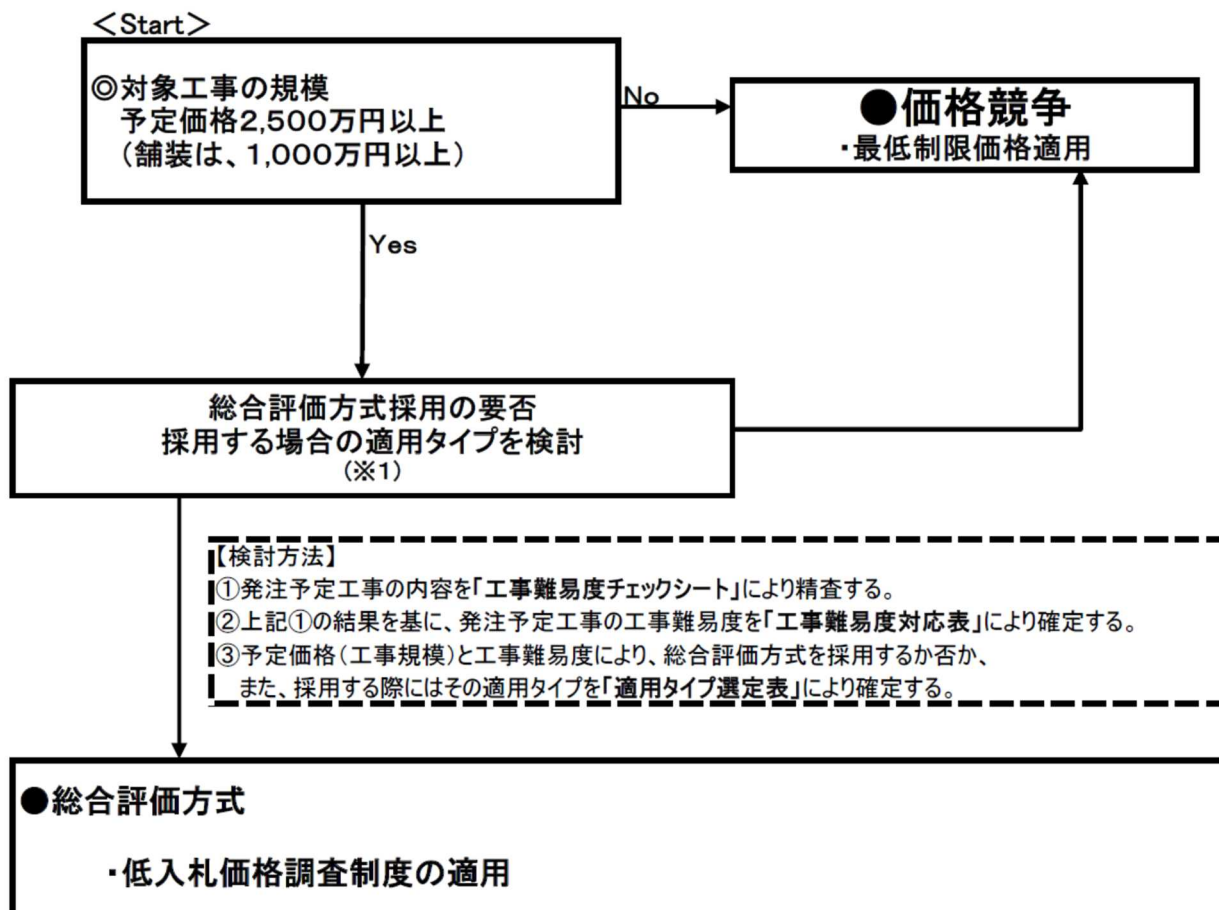 ＜Start＞
◎対象工事の規模
予定価格2,500万円以上
（舗装は、1,000万円以上）
No
●価格競争
・最低制限価格適用
Yes
総合評価方式採用の要否
採用する場合の適用タイプを検討
（※1）
【検討方法】
①発注予定工事の内容を「工事難易度チェックシート」により精査する。
②上記①の結果を基に、発注予定工事の工事難易度を「工事難易度対応表」により確定する。
③予定価格（工事規模）と工事難易度により、総合評価方式を採用するか否か、
また、採用する際にはその適用タイプを「適用タイプ選定表」により確定する。
●総合評価方式
・低入札価格調査制度の適用